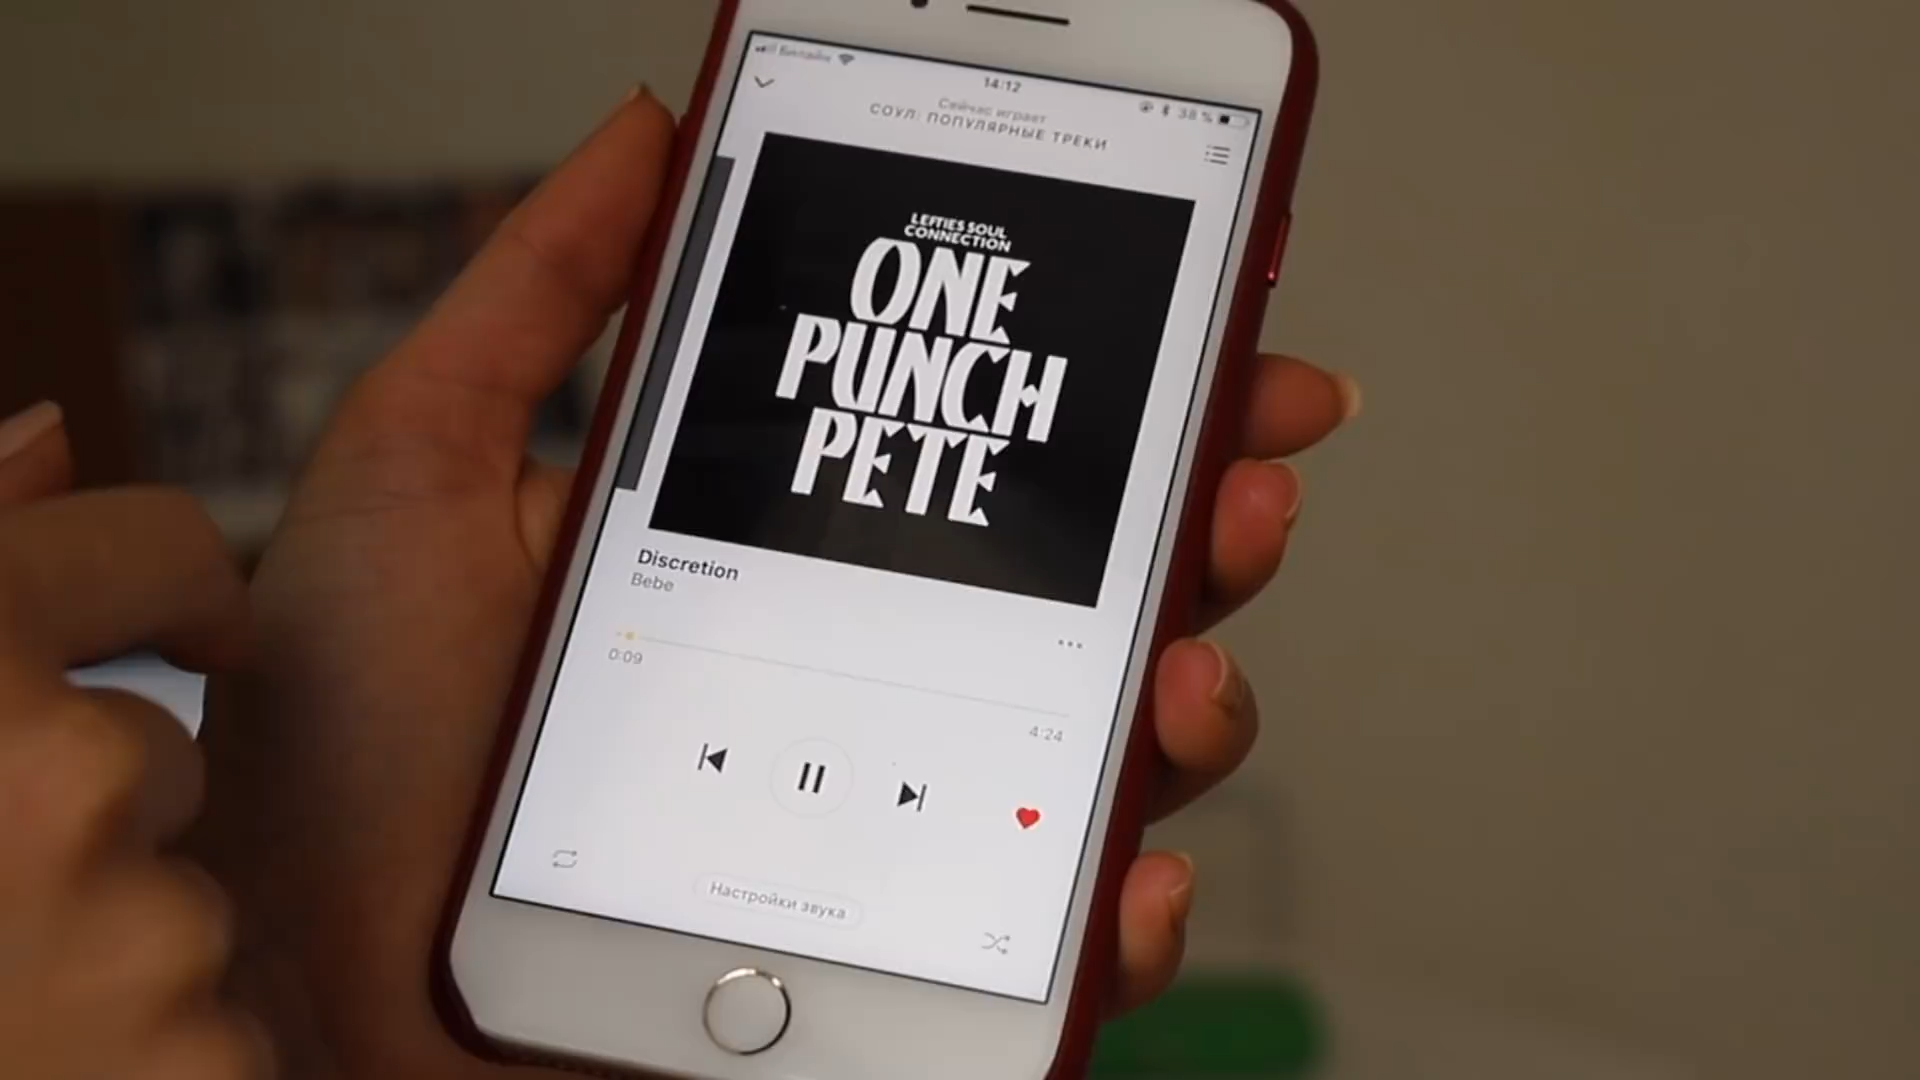 Билайн
14:12
38 %
Сейчас играет
СОУЛ: ПОПУЛЯРНЫЕ ТРЕКИ
LEFTIES SOUL
CONNECTION
ONE
PUNCH
PETE
Discretion
Bebe
0:09
4:24
Настройки звука